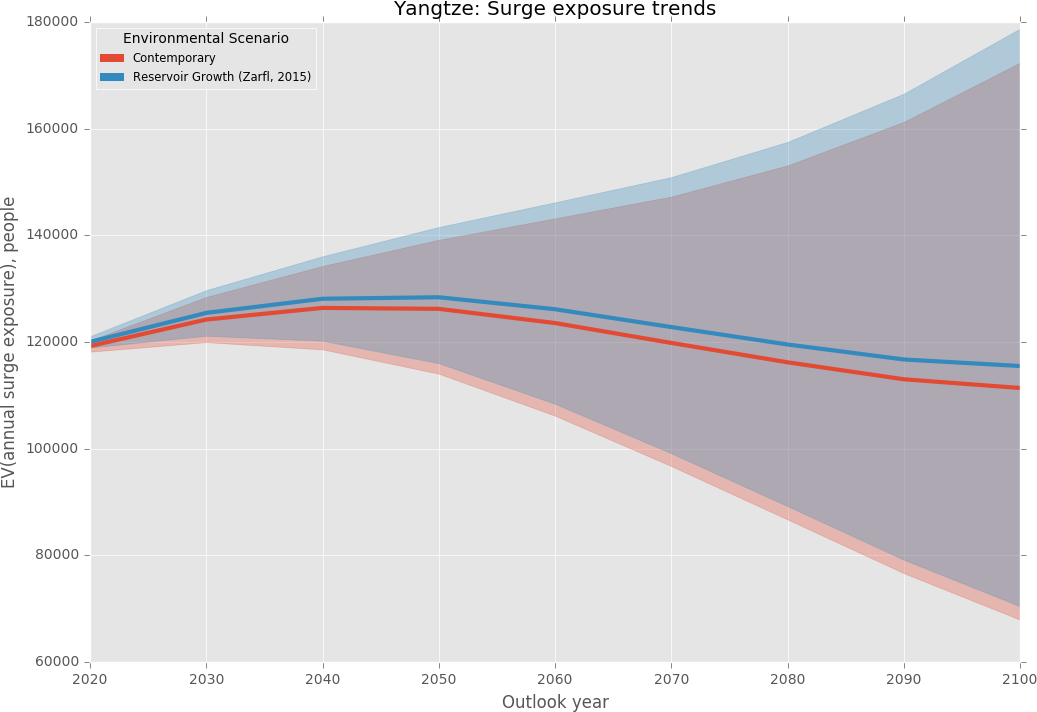 Yangtze: Surge exposure trends
180000
160000
140000
120000
100000
80000
60000
EV(annual surge exposure), people
Environmental Scenario
Contemporary
Reservoir Growth (Zarfl, 2015)
2020 2030 2040 2050 2060 2070 2080 2090 2100
Outlook year